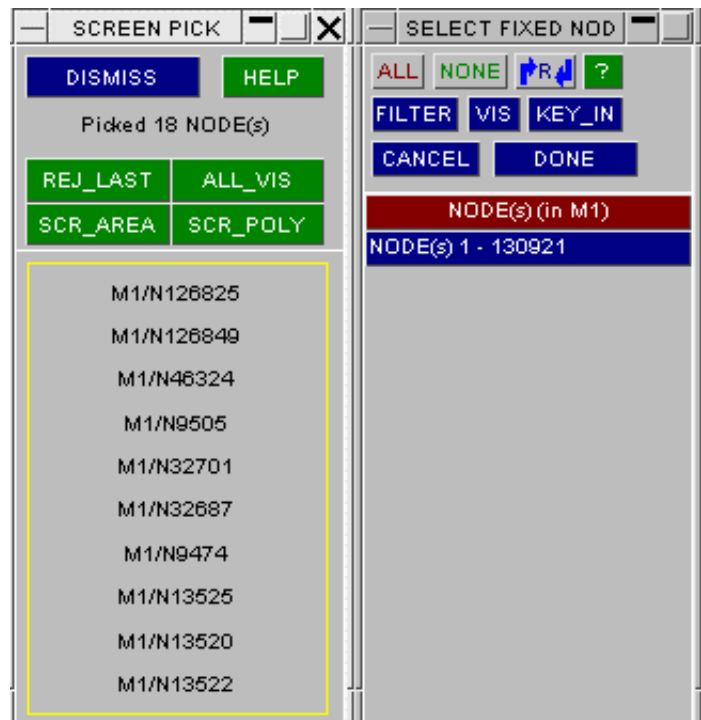 SCREEN PICK
DISMISS HELP
Picked 18 NODE(s)
REJ_LAST ALL_VIS
SCR_AREA SCR_POLY
M1/N126825
M1/N126849
M1/N46324
M1/N9505
M1/N32701
M1/N32687
M1/N9474
M1/N13525
M1/N13520
M1/N13522
SELECT FIXED NOD
ALL NONE R ?
FILTER VIS KEY_IN
CANCEL DONE
NODE(s) (in M1)
NODE(s) 1 - 130921